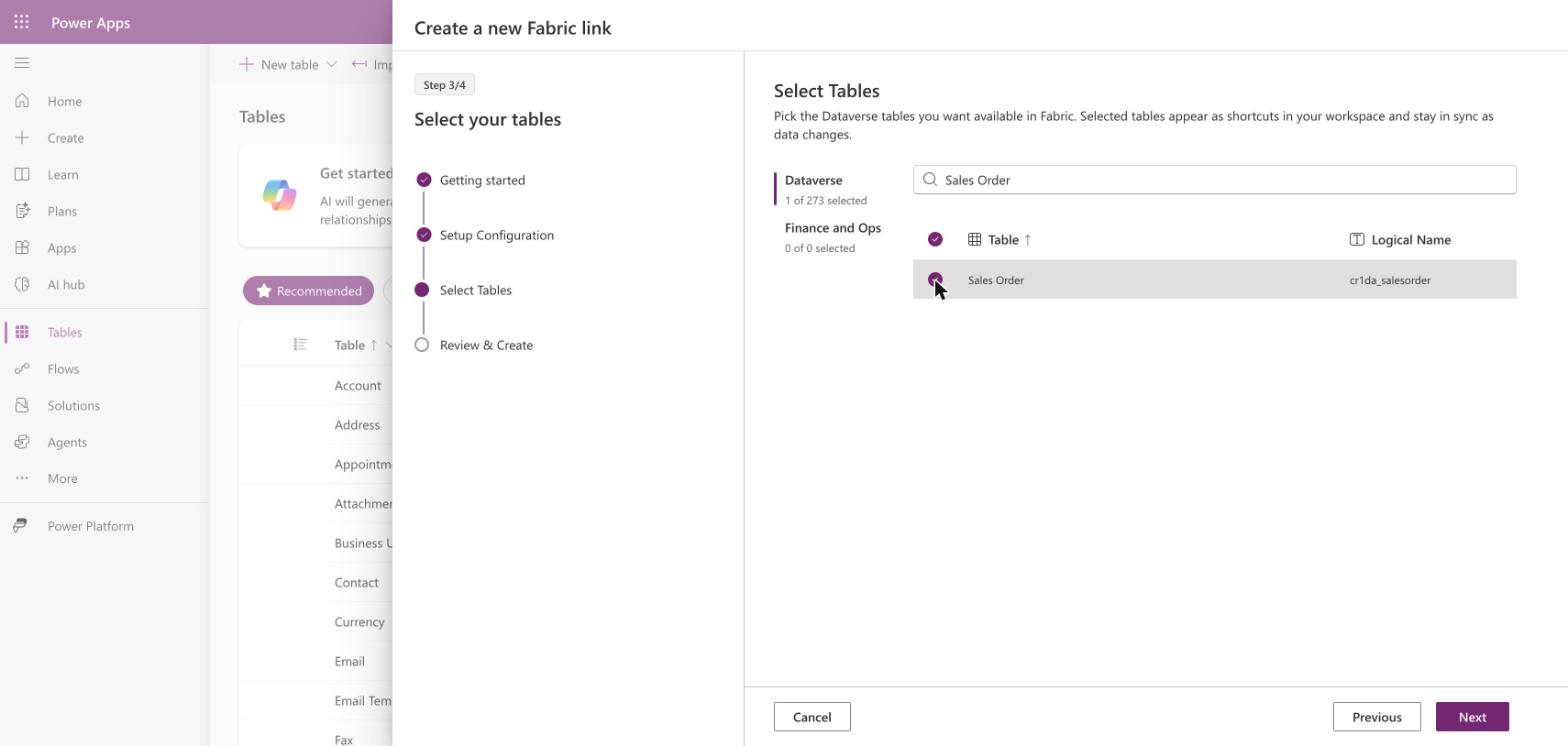 Power Apps
Home
Create
Learn
Plans
Apps
AI hub
Tables
Flows
Solutions
Agents
More
Power Platform
New table
Tables
Get started
relationships
AI will
Recommended
Table
Account
Address
Contact
Currency
Email
Email
Fax
Business
Create a new Fabric link
Step 3/4
Select your tables
Getting started
Setup Configuration
Select Tables
Review & Create
Select Tables
Pick the Dataverse tables you want available in Fabric. Selected tables appear as shortcuts in your workspace and stay in sync as
data changes.
Dataverse
1 of 273 selected
Finance and Ops
0 of 0 selected
Sales Order
Table ↑ Logical Name
Sales Order cr1da_salesorder
Cancel Previous Next